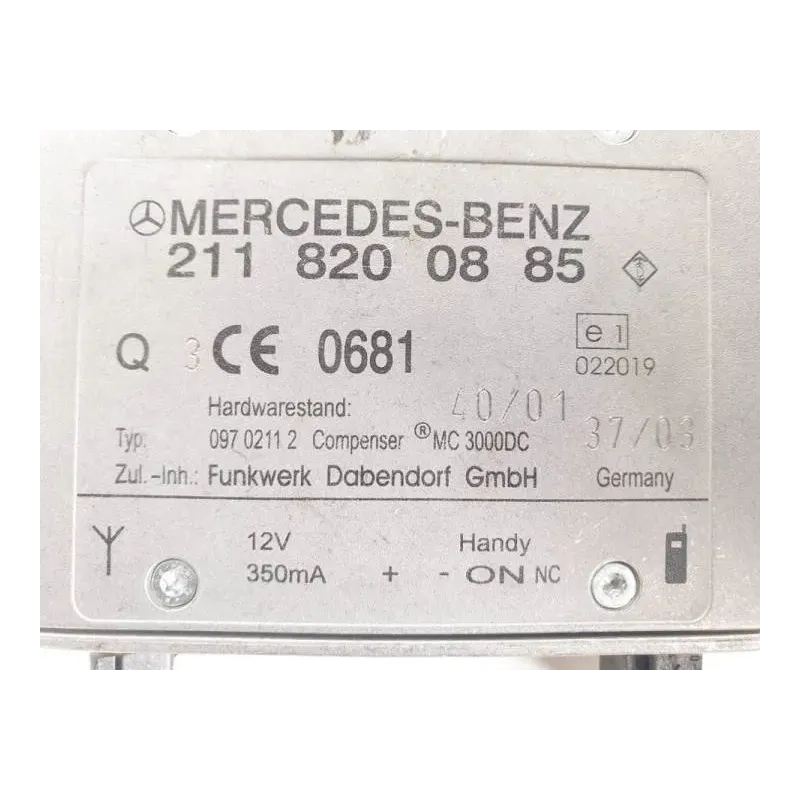 MERCEDES-BENZ
211 820 08 85
Q 3 CE 0681 e1
022019
Hardwarestand: 40/01
Typ: 097 0211 2 Compenser ® MC 3000DC 37/03
Zul.-Inh.: Funkwerk Dabendorf GmbH Germany
12V Handy
350mA + - ON NC